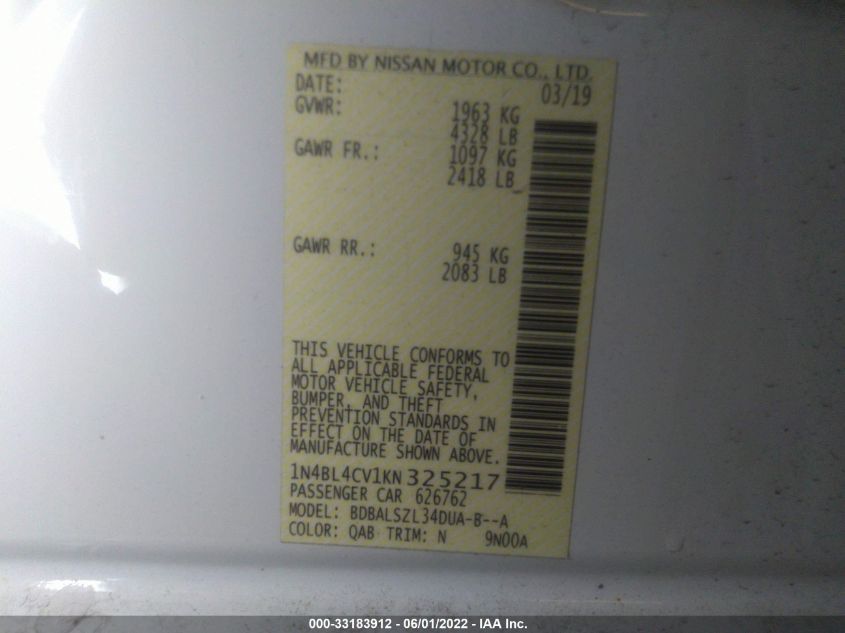 MFD BY NISSAN MOTOR CO., LTD.
DATE: 03/19
GVWR: 1963 KG
4328 LB
GAWR FR.: 1097 KG
2418 LB
GAWR RR.: 945 KG
2083 LB
THIS VEHICLE CONFORMS TO
ALL APPLICABLE FEDERAL
MOTOR VEHICLE SAFETY,
BUMPER, AND THEFT
PREVENTION STANDARDS IN
EFFECT ON THE DATE OF
MANUFACTURE SHOWN ABOVE.
1N4BL4CV1KN325217
PASSENGER CAR 626762
MODEL: BDBALSZL34DUA-B--A
COLOR: QAB TRIM: N 9N00A
000-33183912 - 06/01/2022 - IAA Inc.